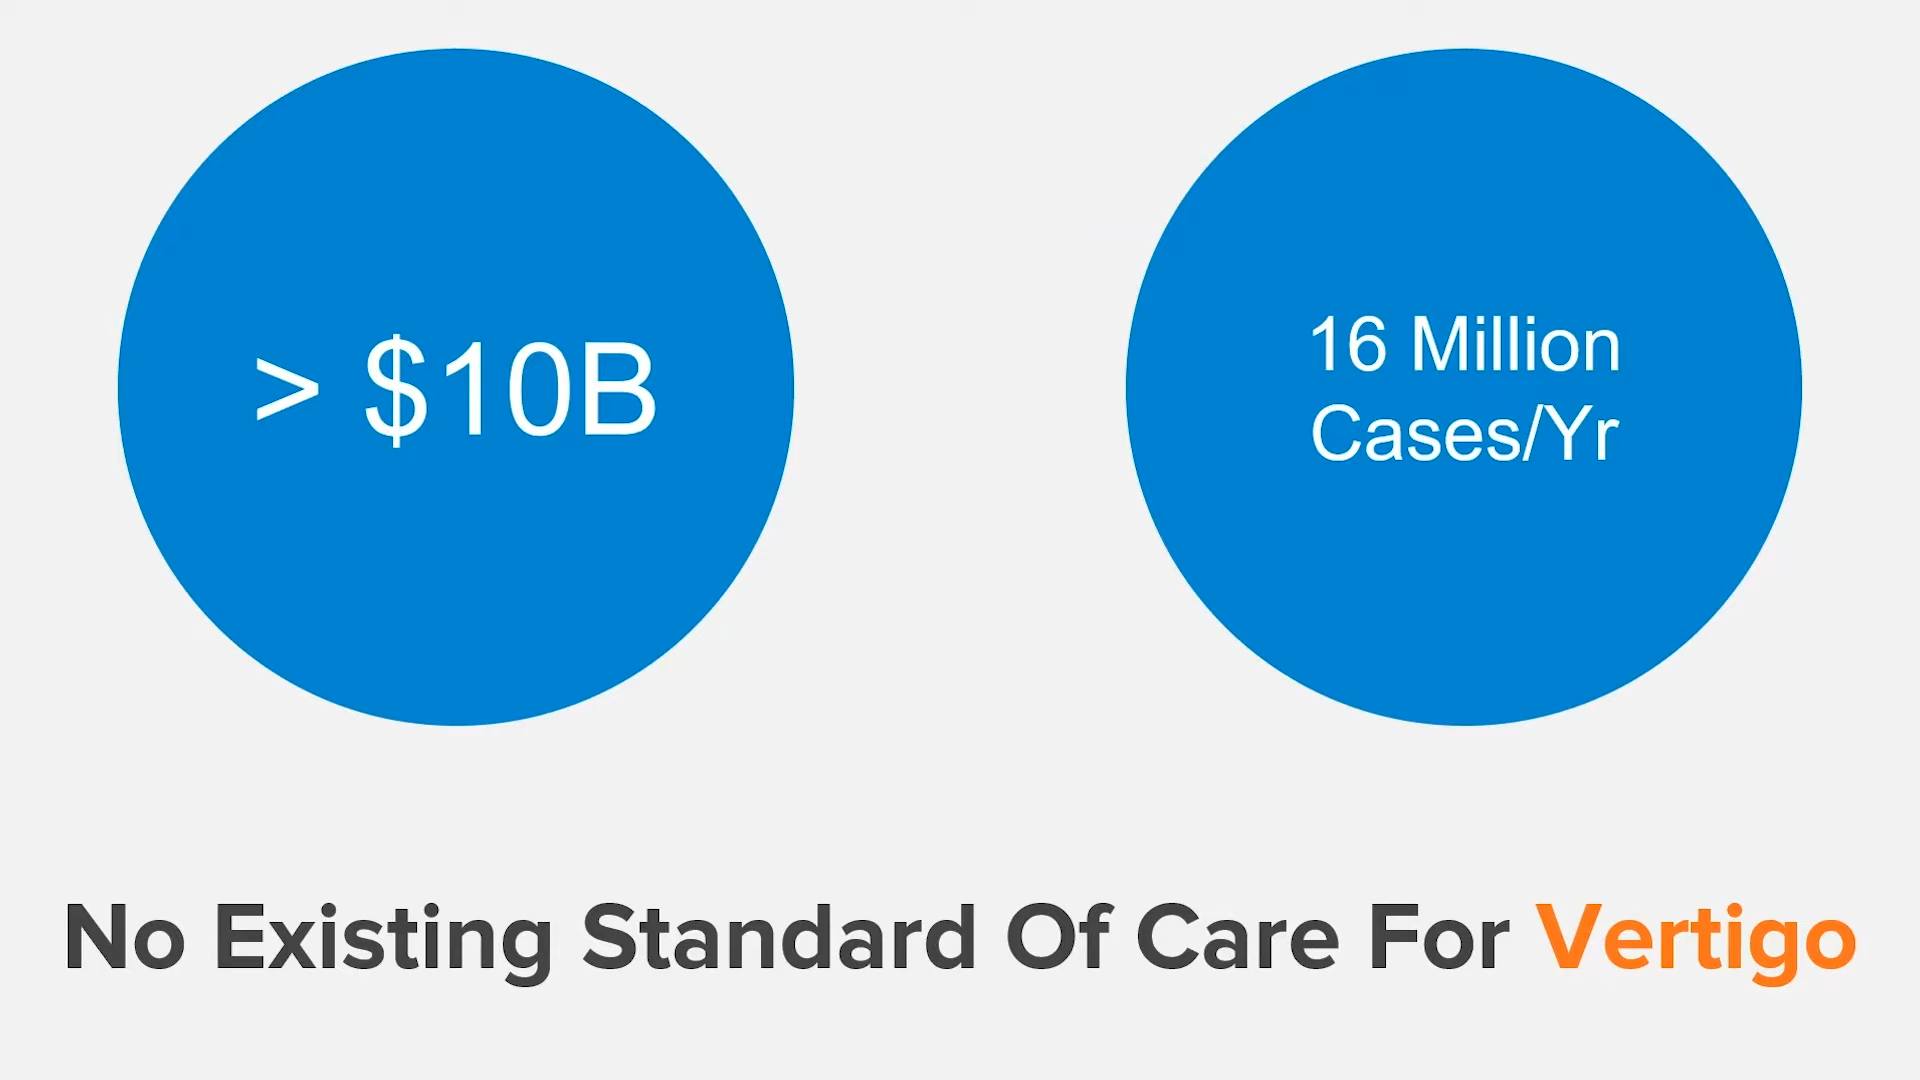 > $10B
16 Million
Cases/Yr
No Existing Standard Of Care For Vertigo